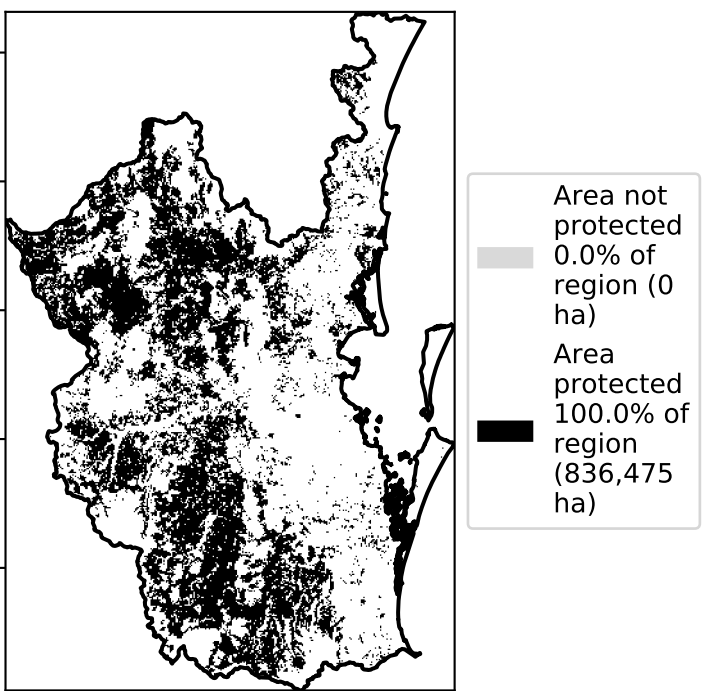 Area not
protected
0.0% of
region (0
ha)
Area
protected
100.0% of
region
(836,475
ha)